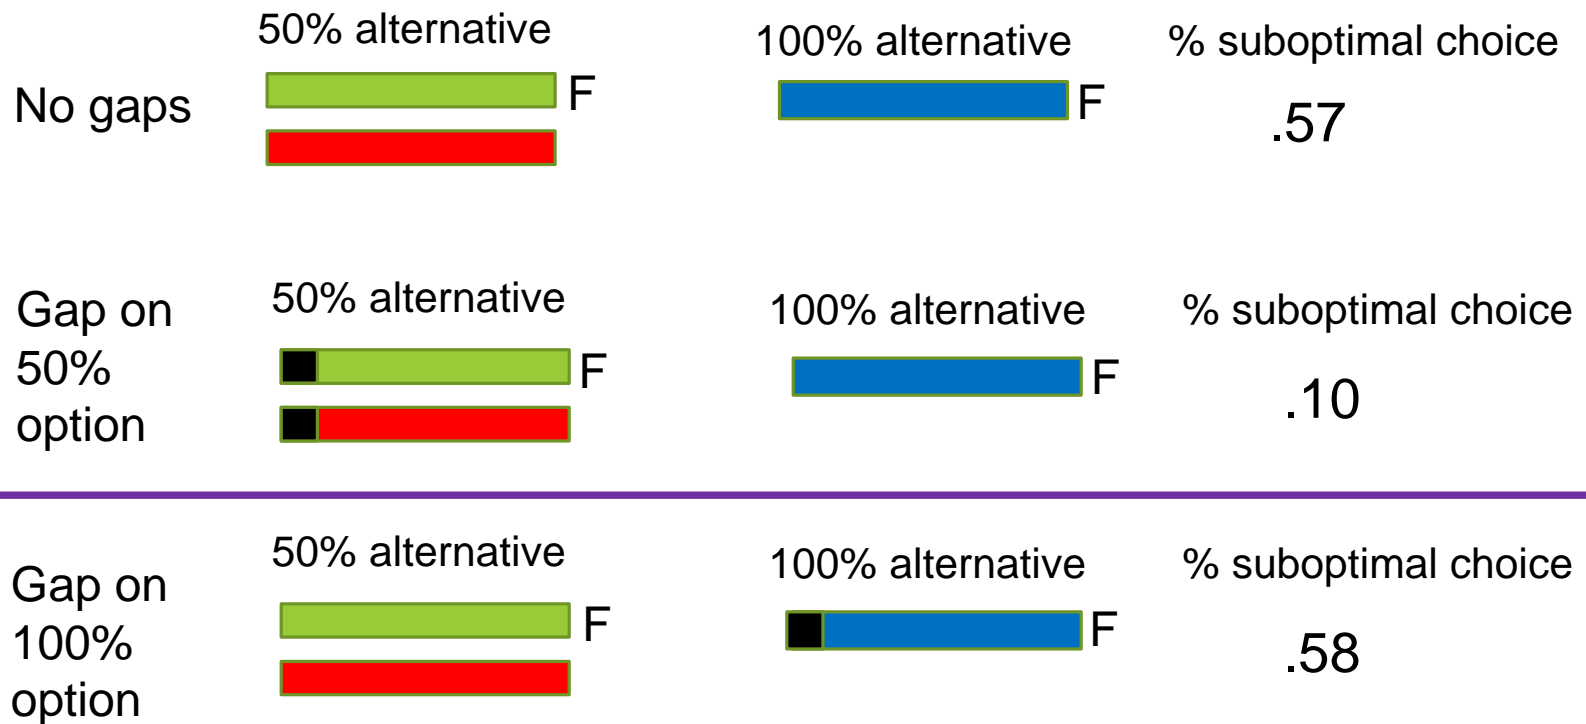 50% alternative
100% alternative
% suboptimal choice
No gaps
F
F
.57
Gap on
50%
option
50% alternative
100% alternative
% suboptimal choice
F
F
.10
Gap on
100%
option
50% alternative
100% alternative
% suboptimal choice
F
F
.58